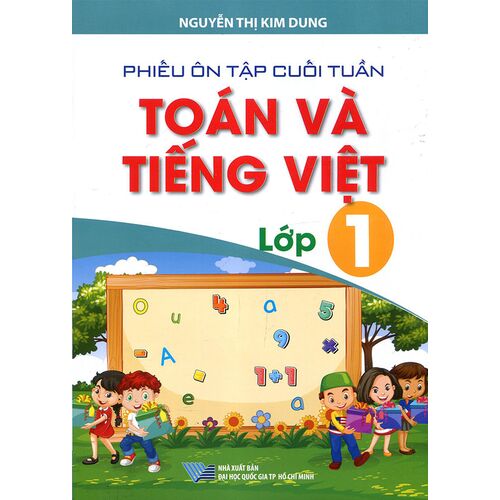 NGUYỄN THỊ KIM DUNG
PHIẾU ÔN TẬP CUỐI TUẦN
TOÁN VÀ
TIẾNG VIỆT
Lớp 1
O u 4 a
a
9
- A = x
1+1
e 8
NHÀ XUẤT BẢN
ĐẠI HỌC QUỐC GIA TP HỒ CHÍ MINH